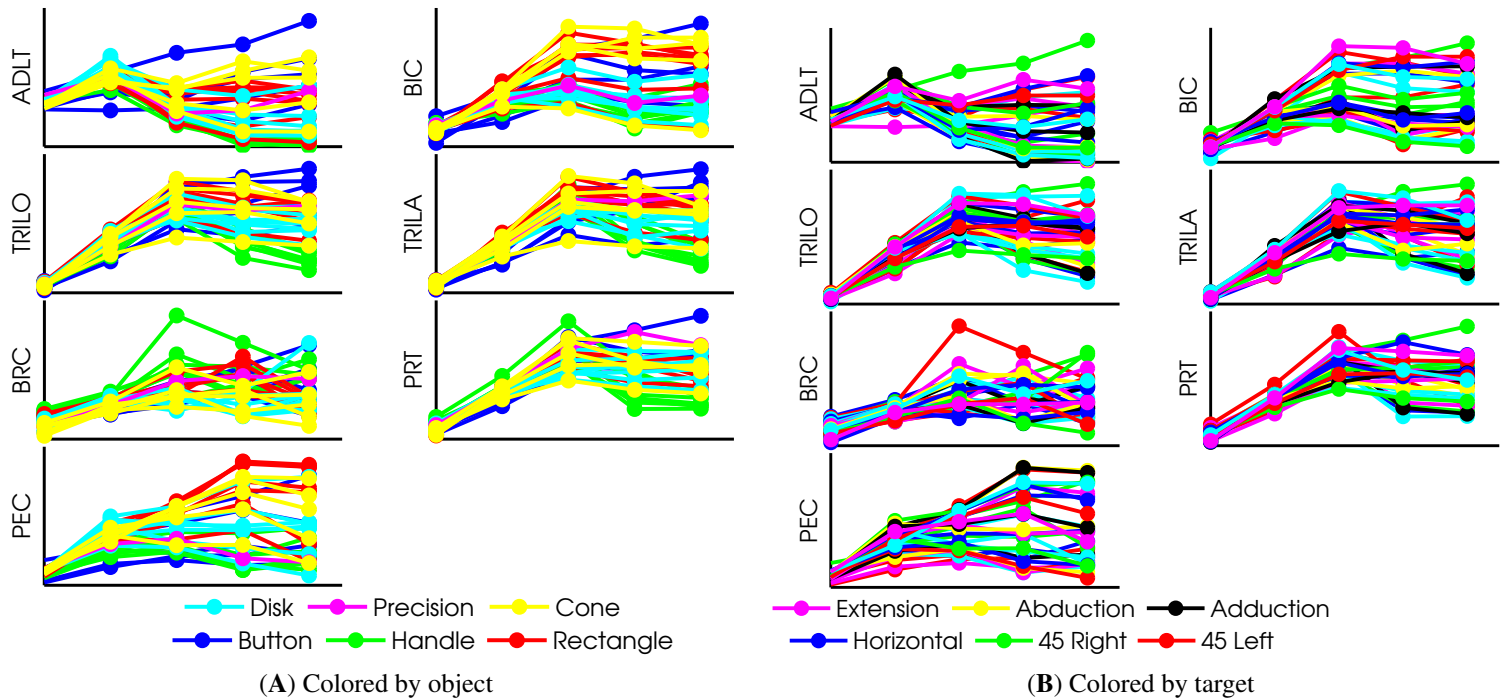 ADLT
BIC
TRILO
TRILA
BRC
PRT
PEC
Disk Precision Cone
Button Handle Rectangle
(A) Colored by object
ADLT
BIC
TRILO
TRILA
BRC
PRT
PEC
Extension Abduction Adduction
Horizontal 45 Right 45 Left
(B) Colored by target